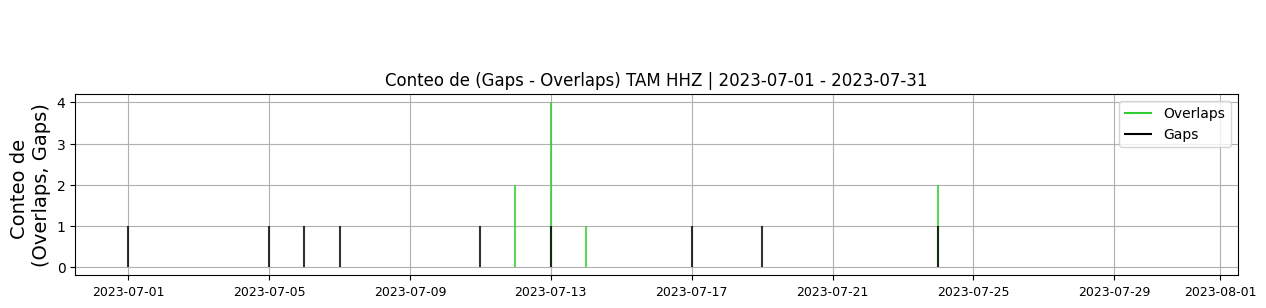 Conteo de (Gaps - Overlaps) TAM HHZ | 2023-07-01 - 2023-07-31
Conteo de
(Overlaps, Gaps)
4
3
2
1
0
Overlaps
Gaps
2023-07-01 2023-07-05 2023-07-09 2023-07-13 2023-07-17 2023-07-21 2023-07-25 2023-07-29 2023-08-01